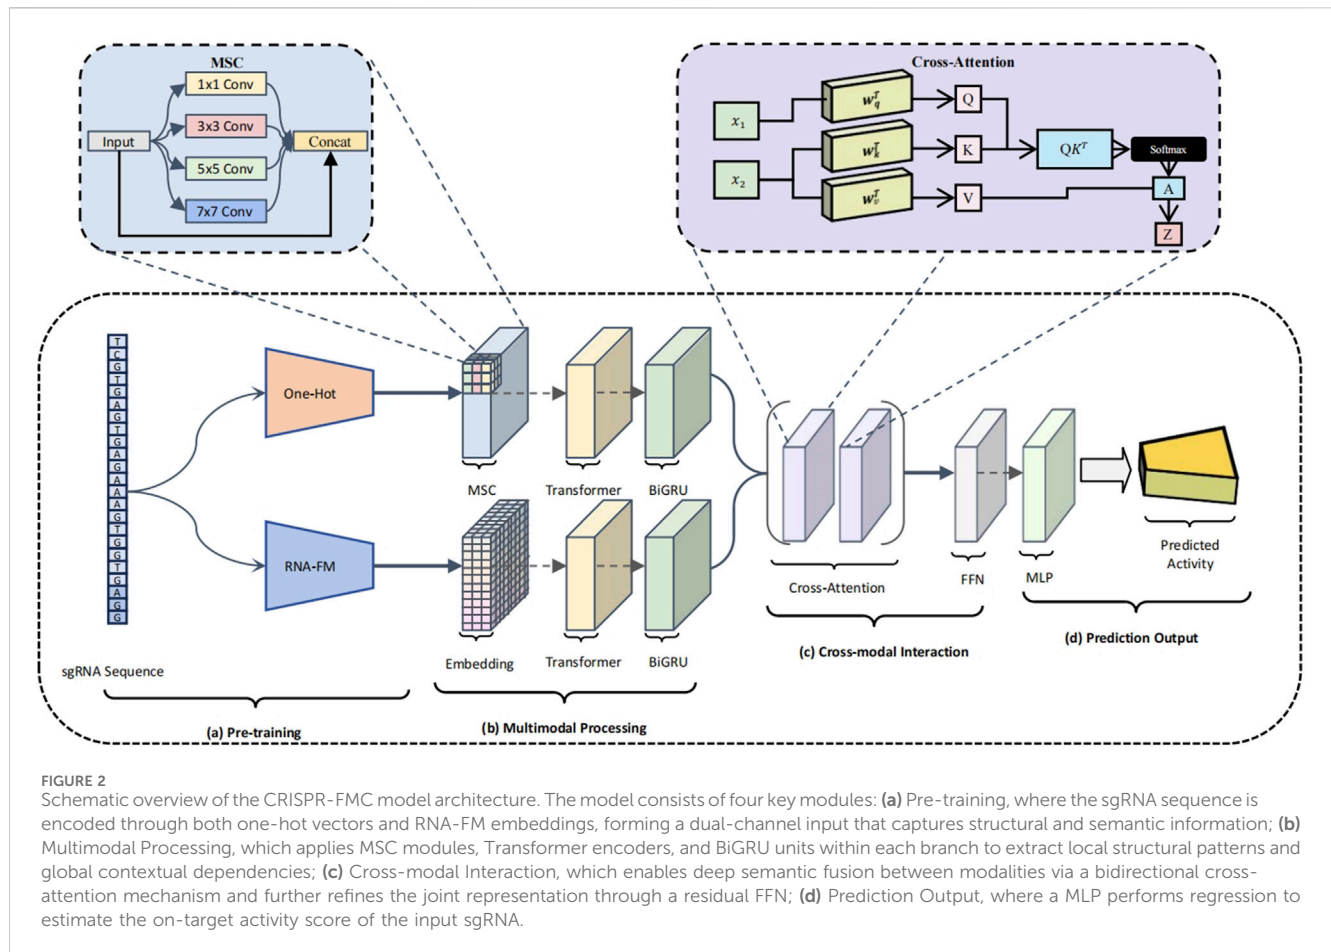 MSC
1x1 Conv
3x3 Conv
5x5 Conv
7x7 Conv
Input
Concat
Cross-Attention
x₁
x₂
w_q^T
w_k^T
w_v^T
Q
K
V
QK^T
Softmax
A
Z
T
C
G
T
G
A
G
T
G
A
G
A
A
A
G
T
G
G
T
G
A
G
G
sgRNA Sequence
One-Hot
RNA-FM
(a) Pre-training
MSC
Transformer
BiGRU
Embedding
Transformer
BiGRU
(b) Multimodal Processing
Cross-Attention
FFN
(c) Cross-modal Interaction
MLP
Predicted
Activity
(d) Prediction Output
FIGURE 2
Schematic overview of the CRISPR-FMC model architecture. The model consists of four key modules: (a) Pre-training, where the sgRNA sequence is
encoded through both one-hot vectors and RNA-FM embeddings, forming a dual-channel input that captures structural and semantic information; (b)
Multimodal Processing, which applies MSC modules, Transformer encoders, and BiGRU units within each branch to extract local structural patterns and
global contextual dependencies; (c) Cross-modal Interaction, which enables deep semantic fusion between modalities via a bidirectional cross-
attention mechanism and further refines the joint representation through a residual FFN; (d) Prediction Output, where a MLP performs regression to
estimate the on-target activity score of the input sgRNA.